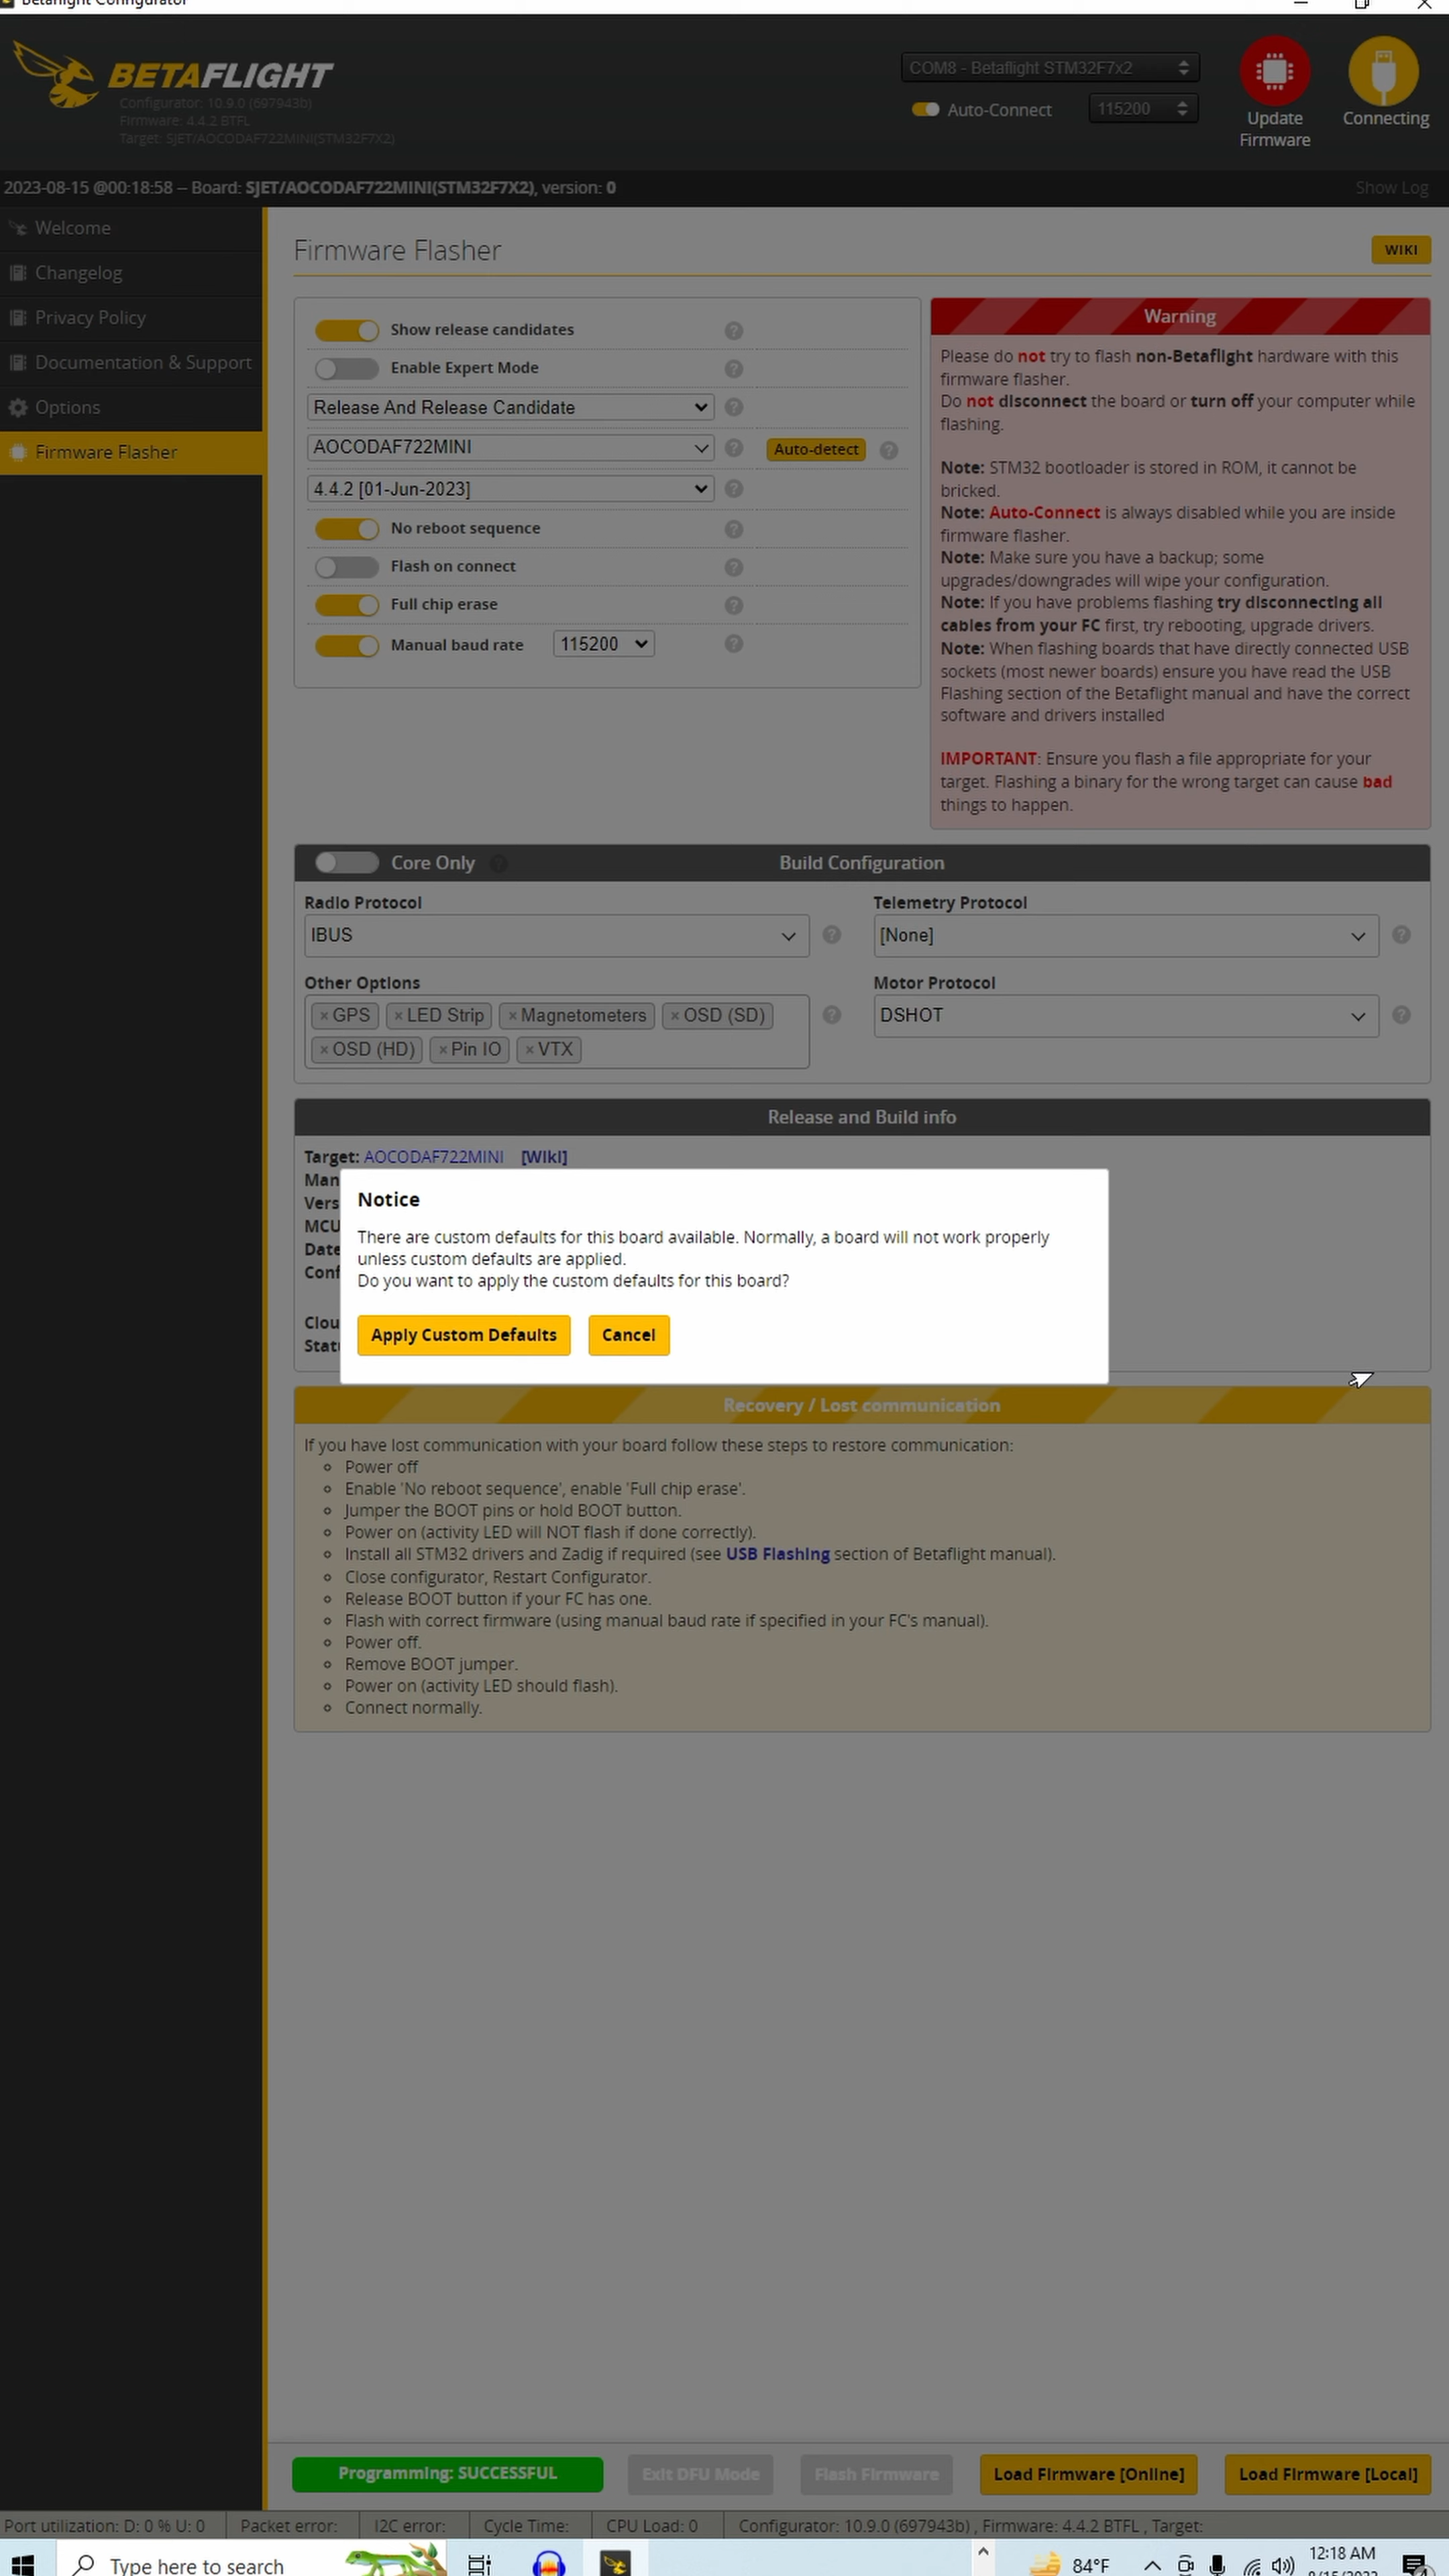 Betaflight Configurator
BETAFLIGHT
Configurator: 10.9.0 (697943b)
Firmware: 4.4.2 BTFL
Target: SJET/AOCODAF722MINI(STM32F7X2)
COM8 - Betaflight STM32F7x2
Auto-Connect
115200
Update
Firmware
Connecting
2023-08-15 @00:18:58 -- Board: SJET/AOCODAF722MINI(STM32F7X2), version: 0
Show Log
Welcome
Changelog
Privacy Policy
Documentation & Support
Options
Firmware Flasher
Firmware Flasher
WIKI
Show release candidates
Enable Expert Mode
Release And Release Candidate
AOCODAF722MINI
Auto-detect
4.4.2 [01-Jun-2023]
No reboot sequence
Flash on connect
Full chip erase
Manual baud rate 115200
Warning
Please do not try to flash non-Betaflight hardware with this
firmware flasher.
Do not disconnect the board or turn off your computer while
flashing.
Note: STM32 bootloader is stored in ROM, it cannot be
bricked.
Note: Auto-Connect is always disabled while you are inside
firmware flasher.
Note: Make sure you have a backup; some
upgrades/downgrades will wipe your configuration.
Note: If you have problems flashing try disconnecting all
cables from your FC first, try rebooting, upgrade drivers.
Note: When flashing boards that have directly connected USB
sockets (most newer boards) ensure you have read the USB
Flashing section of the Betaflight manual and have the correct
software and drivers installed
IMPORTANT: Ensure you flash a file appropriate for your
target. Flashing a binary for the wrong target can cause bad
things to happen.
Core Only
Build Configuration
Radio Protocol
IBUS
Telemetry Protocol
[None]
Other Options
×GPS ×LED Strip ×Magnetometers ×OSD (SD)
×OSD (HD) ×Pin IO ×VTX
Motor Protocol
DSHOT
Release and Build info
Target: AOCODAF722MINI [Wiki]
Man
Vers
MCU
Date
Conf
Clou
Stat
Notice
There are custom defaults for this board available. Normally, a board will not work properly
unless custom defaults are applied.
Do you want to apply the custom defaults for this board?
Apply Custom Defaults
Cancel
Recovery / Lost communication
If you have lost communication with your board follow these steps to restore communication:
Power off
Enable 'No reboot sequence', enable 'Full chip erase'.
Jumper the BOOT pins or hold BOOT button.
Power on (activity LED will NOT flash if done correctly).
Install all STM32 drivers and Zadig if required (see USB Flashing section of Betaflight manual).
Close configurator, Restart Configurator.
Release BOOT button if your FC has one.
Flash with correct firmware (using manual baud rate if specified in your FC's manual).
Power off.
Remove BOOT jumper.
Power on (activity LED should flash).
Connect normally.
Programming: SUCCESSFUL
Exit DFU Mode
Flash Firmware
Load Firmware [Online]
Load Firmware [Local]
Port utilization: D: 0 % U: 0
Packet error:
I2C error:
Cycle Time:
CPU Load: 0
Configurator: 10.9.0 (697943b) , Firmware: 4.4.2 BTFL , Target:
Type here to search
84°F
12:18 AM
8/15/2023